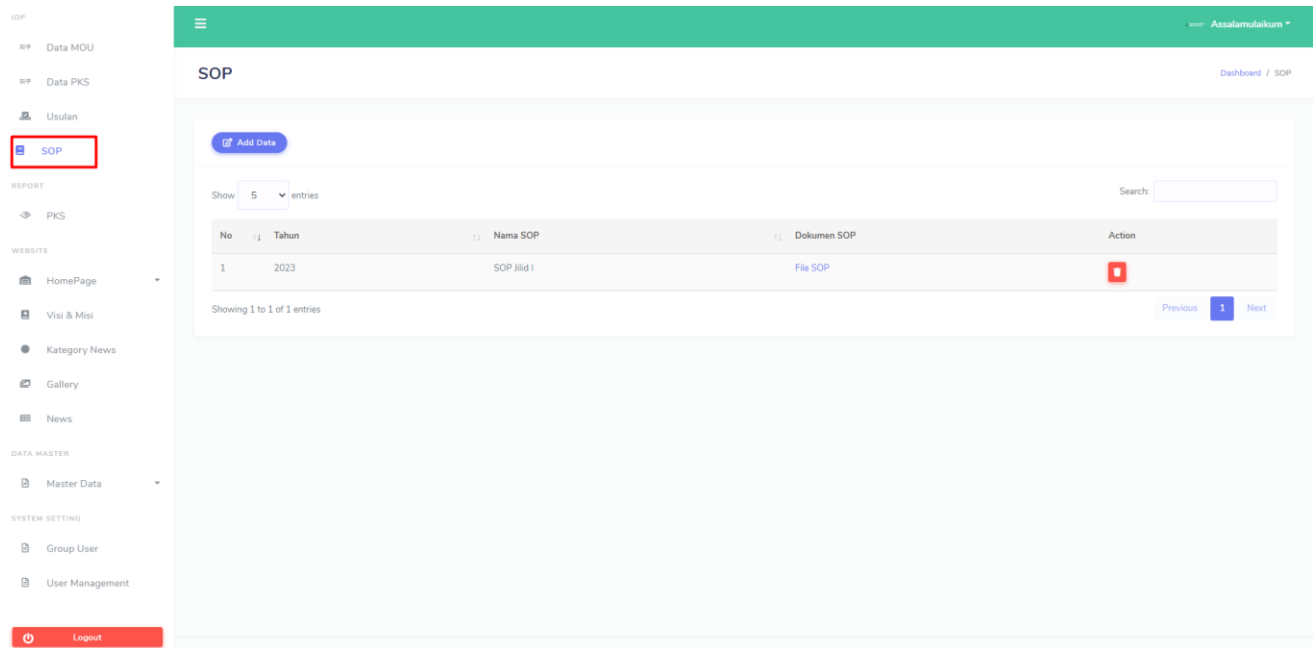 IOP
Data MOU
Data PKS
Usulan
SOP
REPORT
PKS
WEBSITE
HomePage
Visi & Misi
Kategory News
Gallery
News
DATA MASTER
Master Data
SYSTEM SETTING
Group User
User Management
Logout
Assalamulaikum
SOP
Dashboard / SOP
Add Data
Show 5 entries
Search:
No Tahun Nama SOP Dokumen SOP Action
1 2023 SOP Jilid I File SOP
Showing 1 to 1 of 1 entries
Previous 1 Next